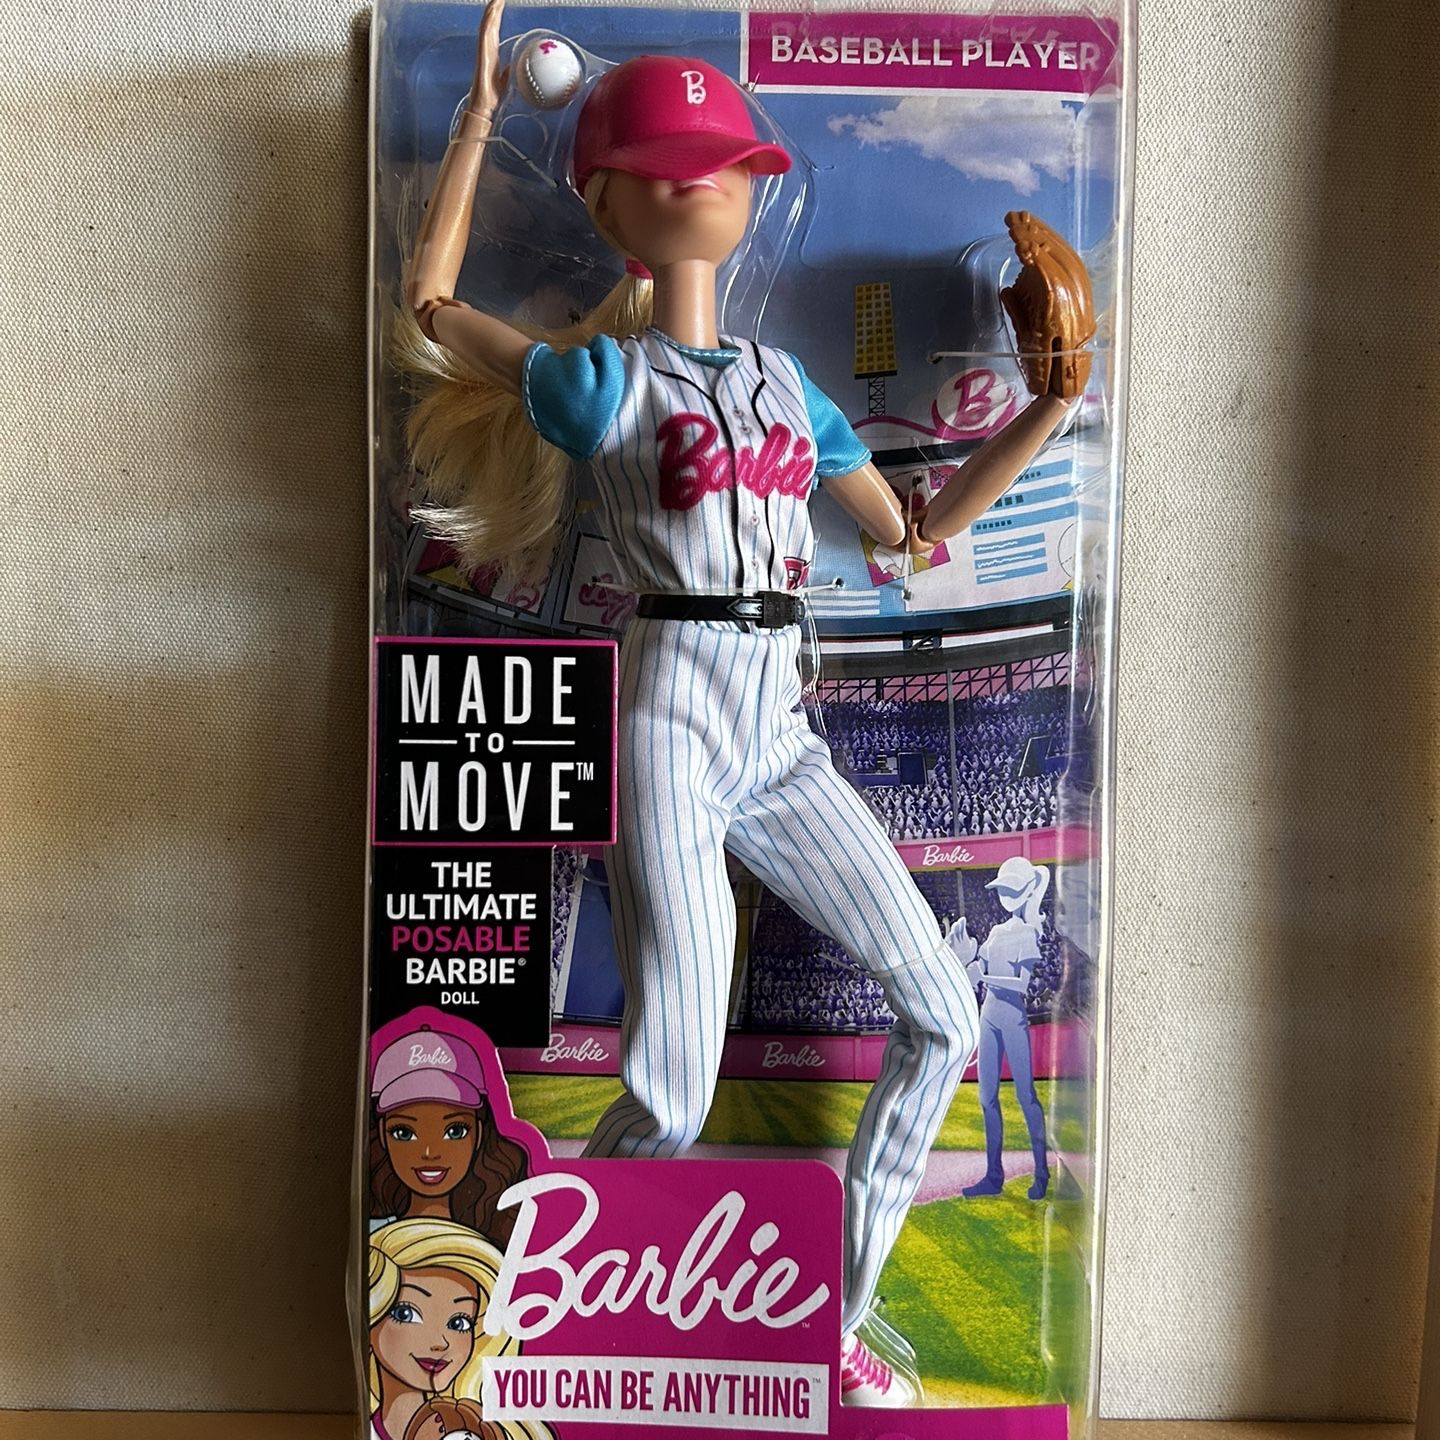 BASEBALL PLAYER
B
B
Barbie
MADE
TO
MOVE™
THE
ULTIMATE
POSABLE
BARBIE®
DOLL
Barbie
Barbie
Barbie
Barbie
Barbie™
YOU CAN BE ANYTHING™